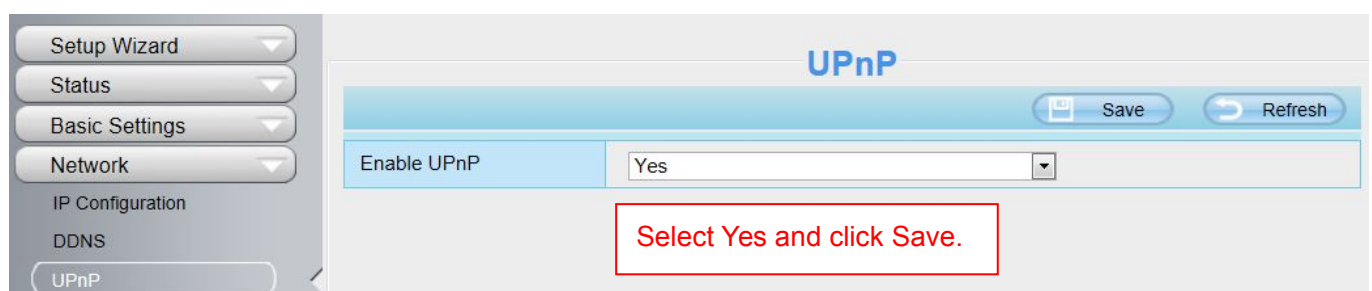 Setup Wizard
Status
Basic Settings
Network
IP Configuration
DDNS
UPnP
UPnP
Save Refresh
Enable UPnP Yes
Select Yes and click Save.